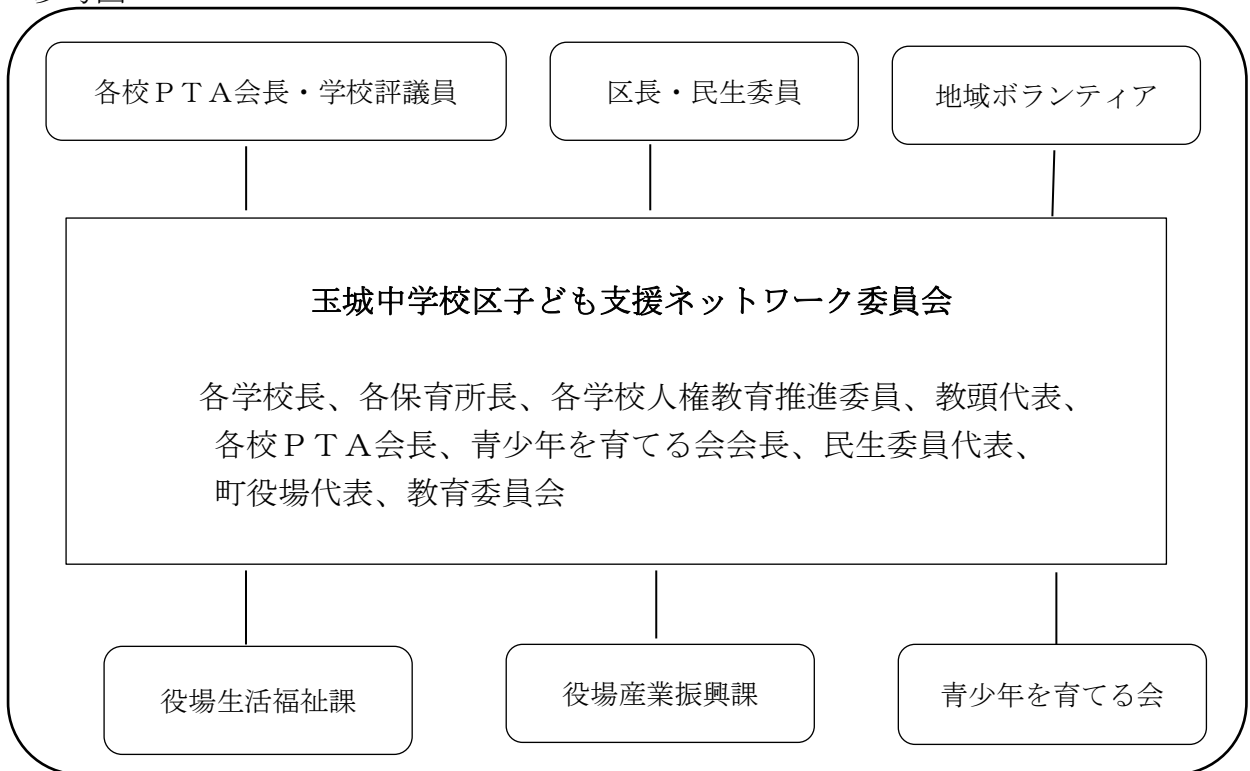 各校ＰＴＡ会長・学校評議員
区長・民生委員
地域ボランティア
玉城中学校区子ども支援ネットワーク委員会
各学校長、各保育所長、各学校人権教育推進委員、教頭代表、
各校ＰＴＡ会長、青少年を育てる会会長、民生委員代表、
町役場代表、教育委員会
役場生活福祉課
役場産業振興課
青少年を育てる会